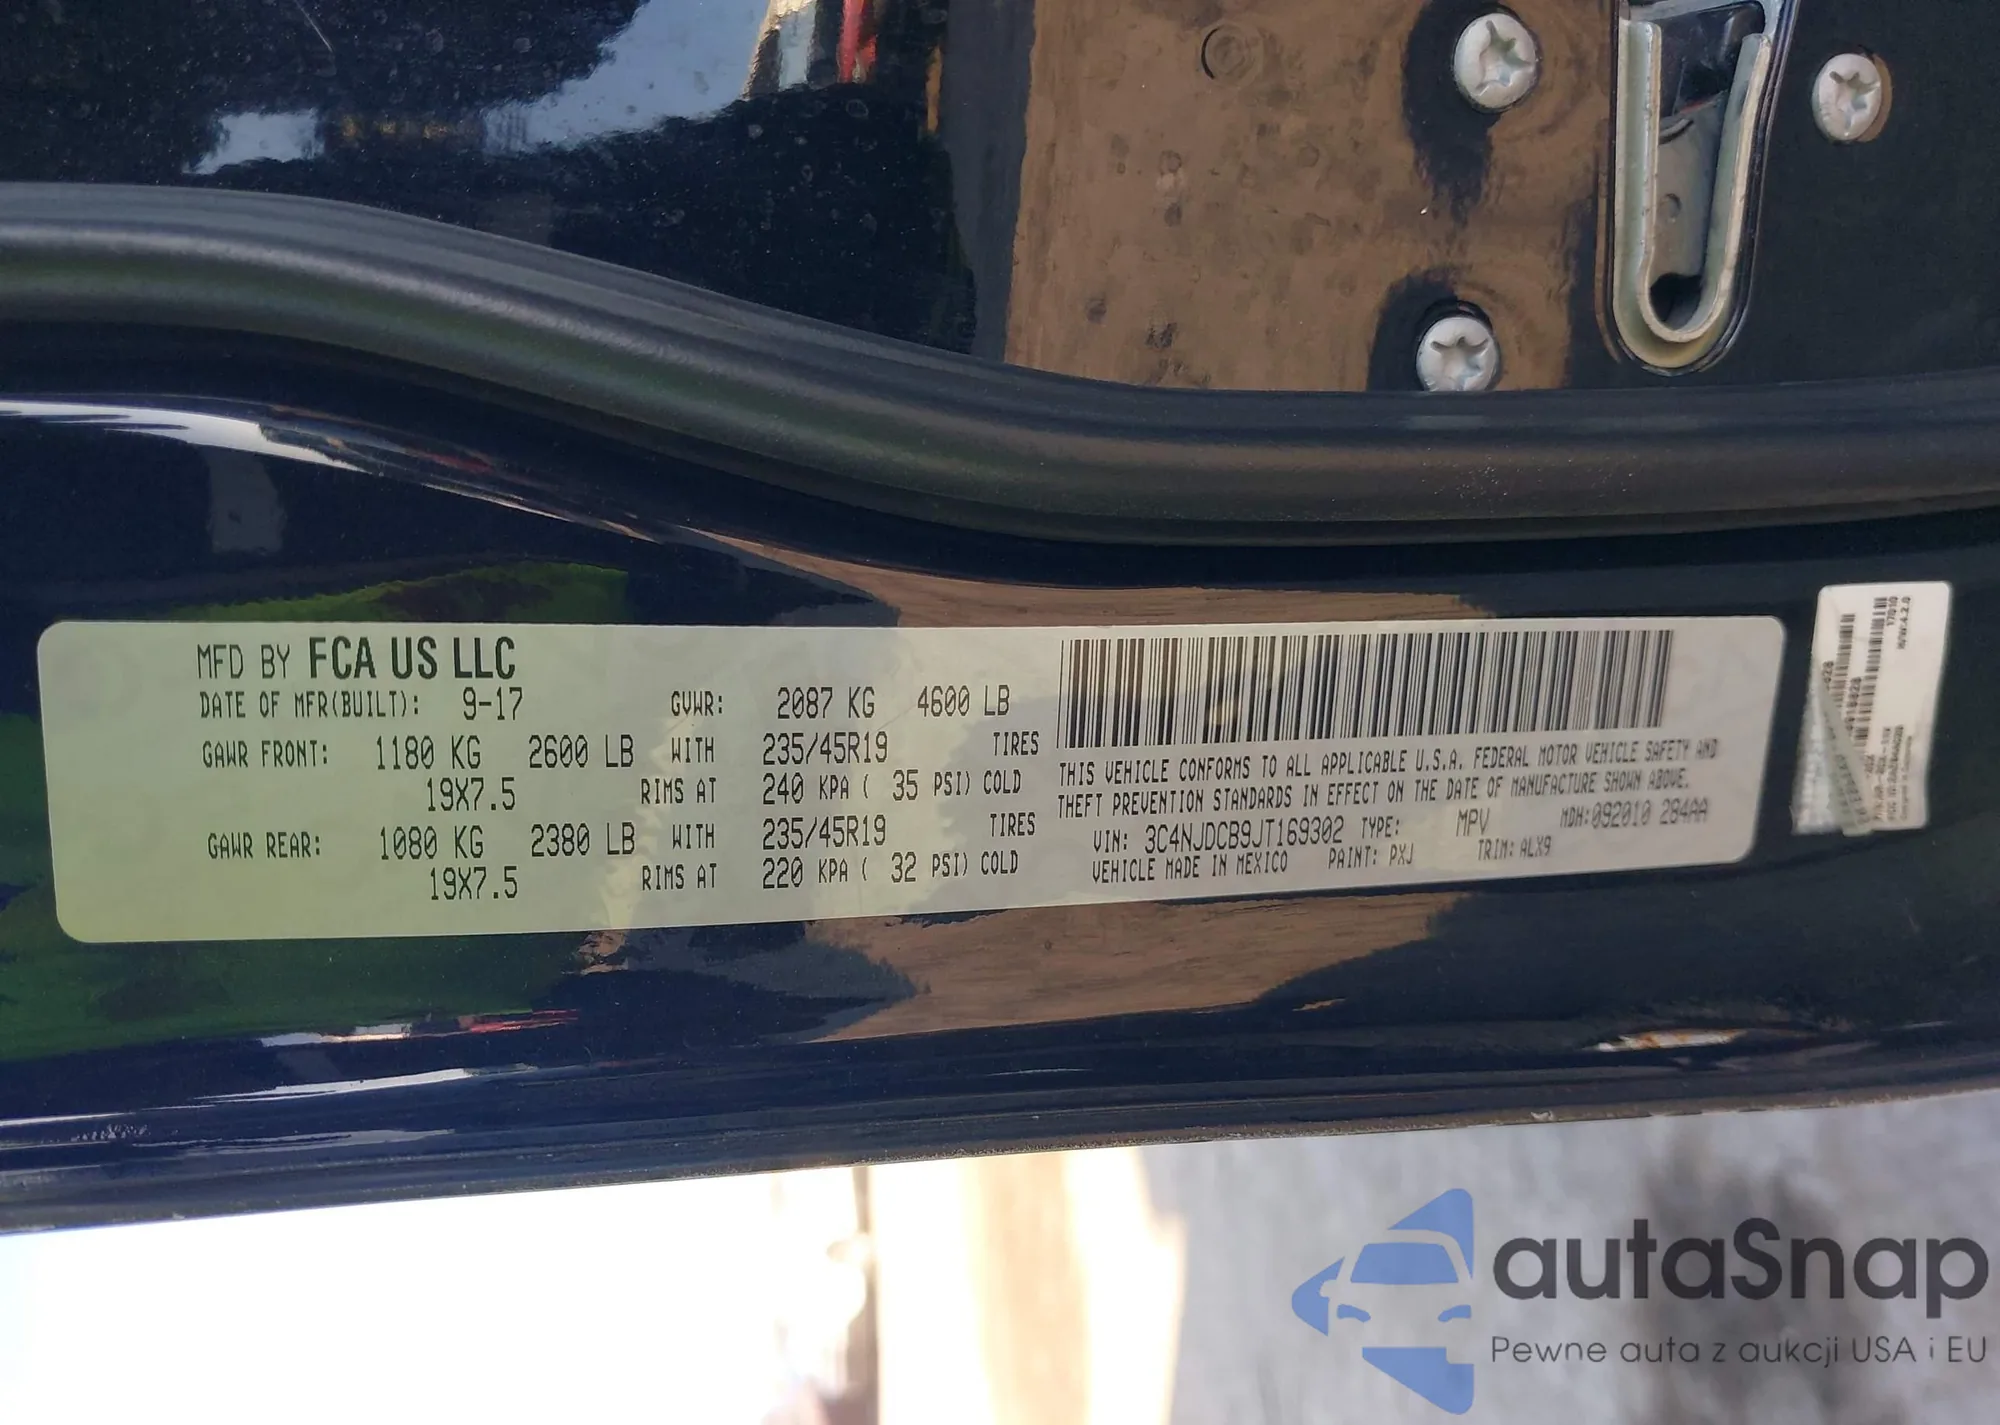 MFD BY FCA US LLC
DATE OF MFR(BUILT): 9-17 GVWR: 2087 KG 4600 LB
GAWR FRONT: 1180 KG 2600 LB WITH 235/45R19 TIRES
19X7.5 RIMS AT 240 KPA ( 35 PSI) COLD
GAWR REAR: 1080 KG 2380 LB WITH 235/45R19 TIRES
19X7.5 RIMS AT 220 KPA ( 32 PSI) COLD
THIS VEHICLE CONFORMS TO ALL APPLICABLE U.S.A. FEDERAL MOTOR VEHICLE SAFETY AND
THEFT PREVENTION STANDARDS IN EFFECT ON THE DATE OF MANUFACTURE SHOWN ABOVE.
VIN: 3C4NJDCB9JT169302 TYPE: MPV MDH:092010 284AA
VEHICLE MADE IN MEXICO PAINT: PXJ TRIM: ALX9
17/010
H/W:4.2.0
autaSnap
Pewne auta z aukcji USA i EU